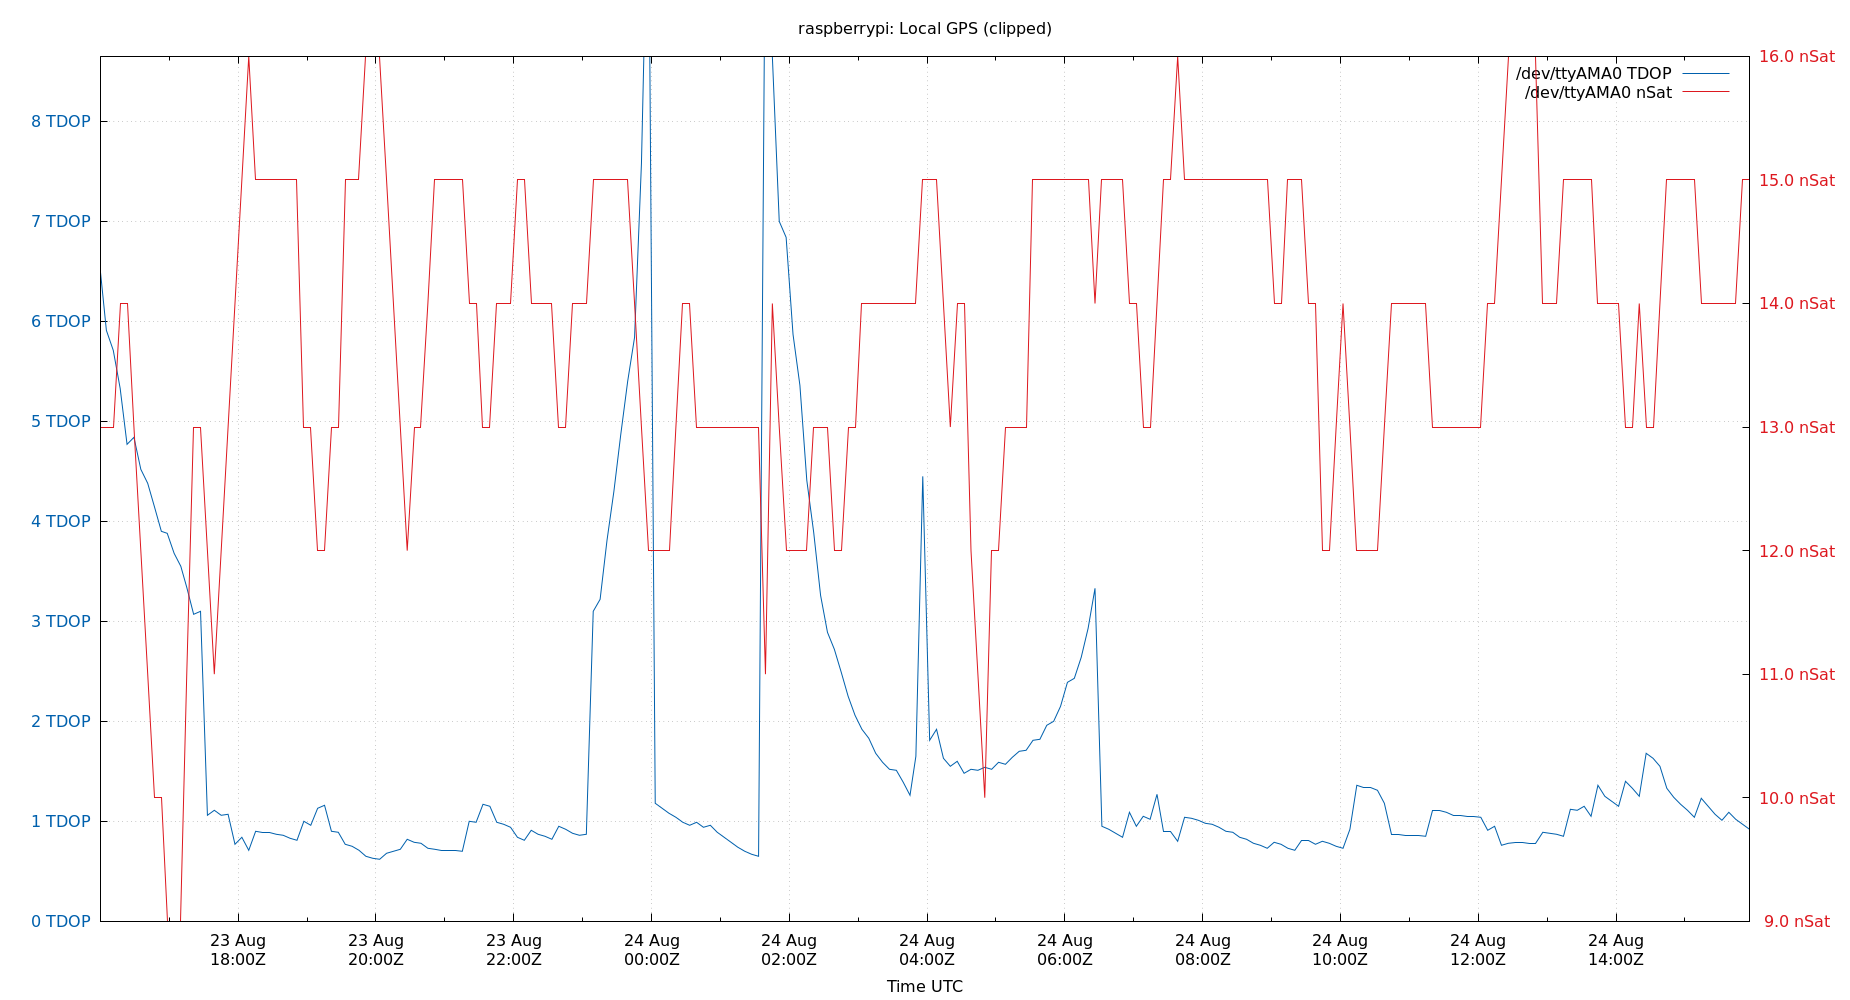 raspberrypi: Local GPS (clipped)
/dev/ttyAMA0 TDOP
/dev/ttyAMA0 nSat
8 TDOP
7 TDOP
6 TDOP
5 TDOP
4 TDOP
3 TDOP
2 TDOP
1 TDOP
0 TDOP
16.0 nSat
15.0 nSat
14.0 nSat
13.0 nSat
12.0 nSat
11.0 nSat
10.0 nSat
9.0 nSat
23 Aug
18:00Z
23 Aug
20:00Z
23 Aug
22:00Z
24 Aug
00:00Z
24 Aug
02:00Z
24 Aug
04:00Z
24 Aug
06:00Z
24 Aug
08:00Z
24 Aug
10:00Z
24 Aug
12:00Z
24 Aug
14:00Z
Time UTC